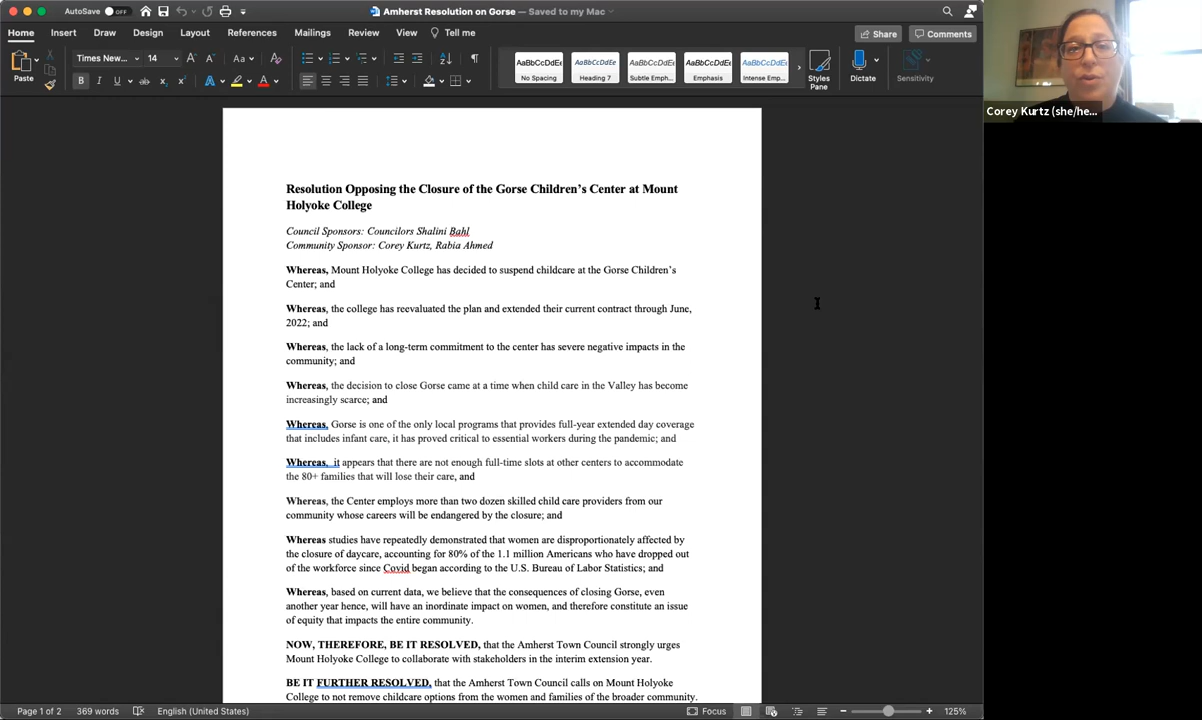 AutoSave OFF Amherst Resolution on Gorse — Saved to my Mac
Home Insert Draw Design Layout References Mailings Review View Tell me Share Comments
Times New... 14 Aa
AaBbCcDdEe AaBbCcDdEe AaBbCcDdEe AaBbCcDdEe AaBbCcDdEe
Paste No Spacing Heading 7 Subtle Emph... Emphasis Intense Emp... Styles Pane Dictate Sensitivity
Corey Kurtz (she/he...
Resolution Opposing the Closure of the Gorse Children's Center at Mount
Holyoke College
Council Sponsors: Councilors Shalini Bahl
Community Sponsor: Corey Kurtz, Rabia Ahmed
Whereas, Mount Holyoke College has decided to suspend childcare at the Gorse Children's
Center; and
Whereas, the college has reevaluated the plan and extended their current contract through June,
2022; and
Whereas, the lack of a long-term commitment to the center has severe negative impacts in the
community; and
Whereas, the decision to close Gorse came at a time when child care in the Valley has become
increasingly scarce; and
Whereas, Gorse is one of the only local programs that provides full-year extended day coverage
that includes infant care, it has proved critical to essential workers during the pandemic; and
Whereas, it appears that there are not enough full-time slots at other centers to accommodate
the 80+ families that will lose their care, and
Whereas, the Center employs more than two dozen skilled child care providers from our
community whose careers will be endangered by the closure; and
Whereas studies have repeatedly demonstrated that women are disproportionately affected by
the closure of daycare, accounting for 80% of the 1.1 million Americans who have dropped out
of the workforce since Covid began according to the U.S. Bureau of Labor Statistics; and
Whereas, based on current data, we believe that the consequences of closing Gorse, even
another year hence, will have an inordinate impact on women, and therefore constitute an issue
of equity that impacts the entire community.
NOW, THEREFORE, BE IT RESOLVED, that the Amherst Town Council strongly urges
Mount Holyoke College to collaborate with stakeholders in the interim extension year.
BE IT FURTHER RESOLVED, that the Amherst Town Council calls on Mount Holyoke
College to not remove childcare options from the women and families of the broader community.
Page 1 of 2 369 words English (United States) Focus 125%